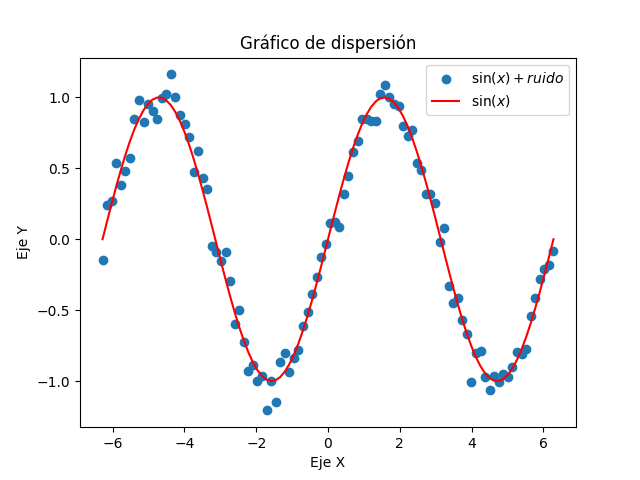 Gráfico de dispersión
sin(x) + ruido
sin(x)
Eje Y
1.0
0.5
0.0
−0.5
−1.0
−6 −4 −2 0 2 4 6
Eje X